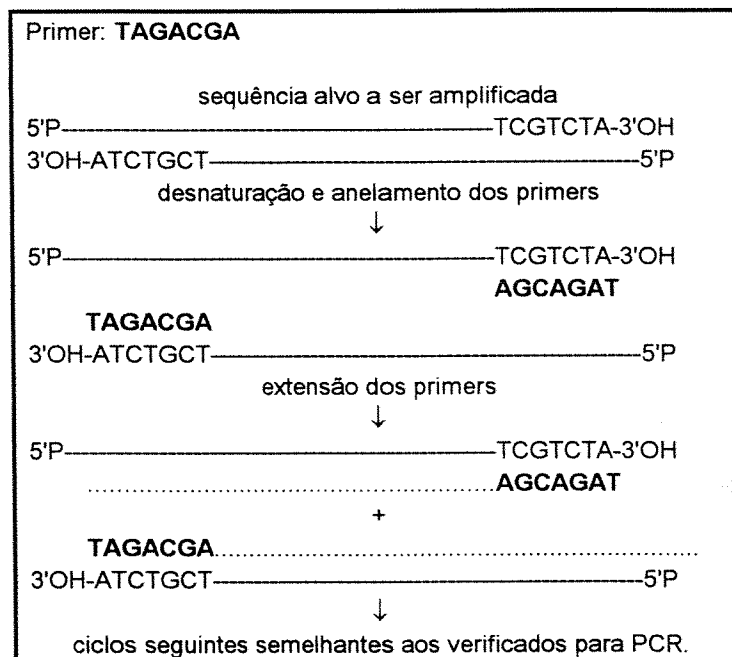 Primer: TAGACGA
sequência alvo a ser amplificada
5'P-----------------------------------------------TCGTCTA-3'OH
3'OH-ATCTGCT-----------------------------------------------5'P
desnaturação e anelamento dos primers
↓
5'P-----------------------------------------------TCGTCTA-3'OH
AGCAGAT
TAGACGA
3'OH-ATCTGCT-----------------------------------------------5'P
extensão dos primers
↓
5'P-----------------------------------------------TCGTCTA-3'OH
.......................................................AGCAGAT
+
TAGACGA.......................................................
3'OH-ATCTGCT-----------------------------------------------5'P
↓
ciclos seguintes semelhantes aos verificados para PCR.